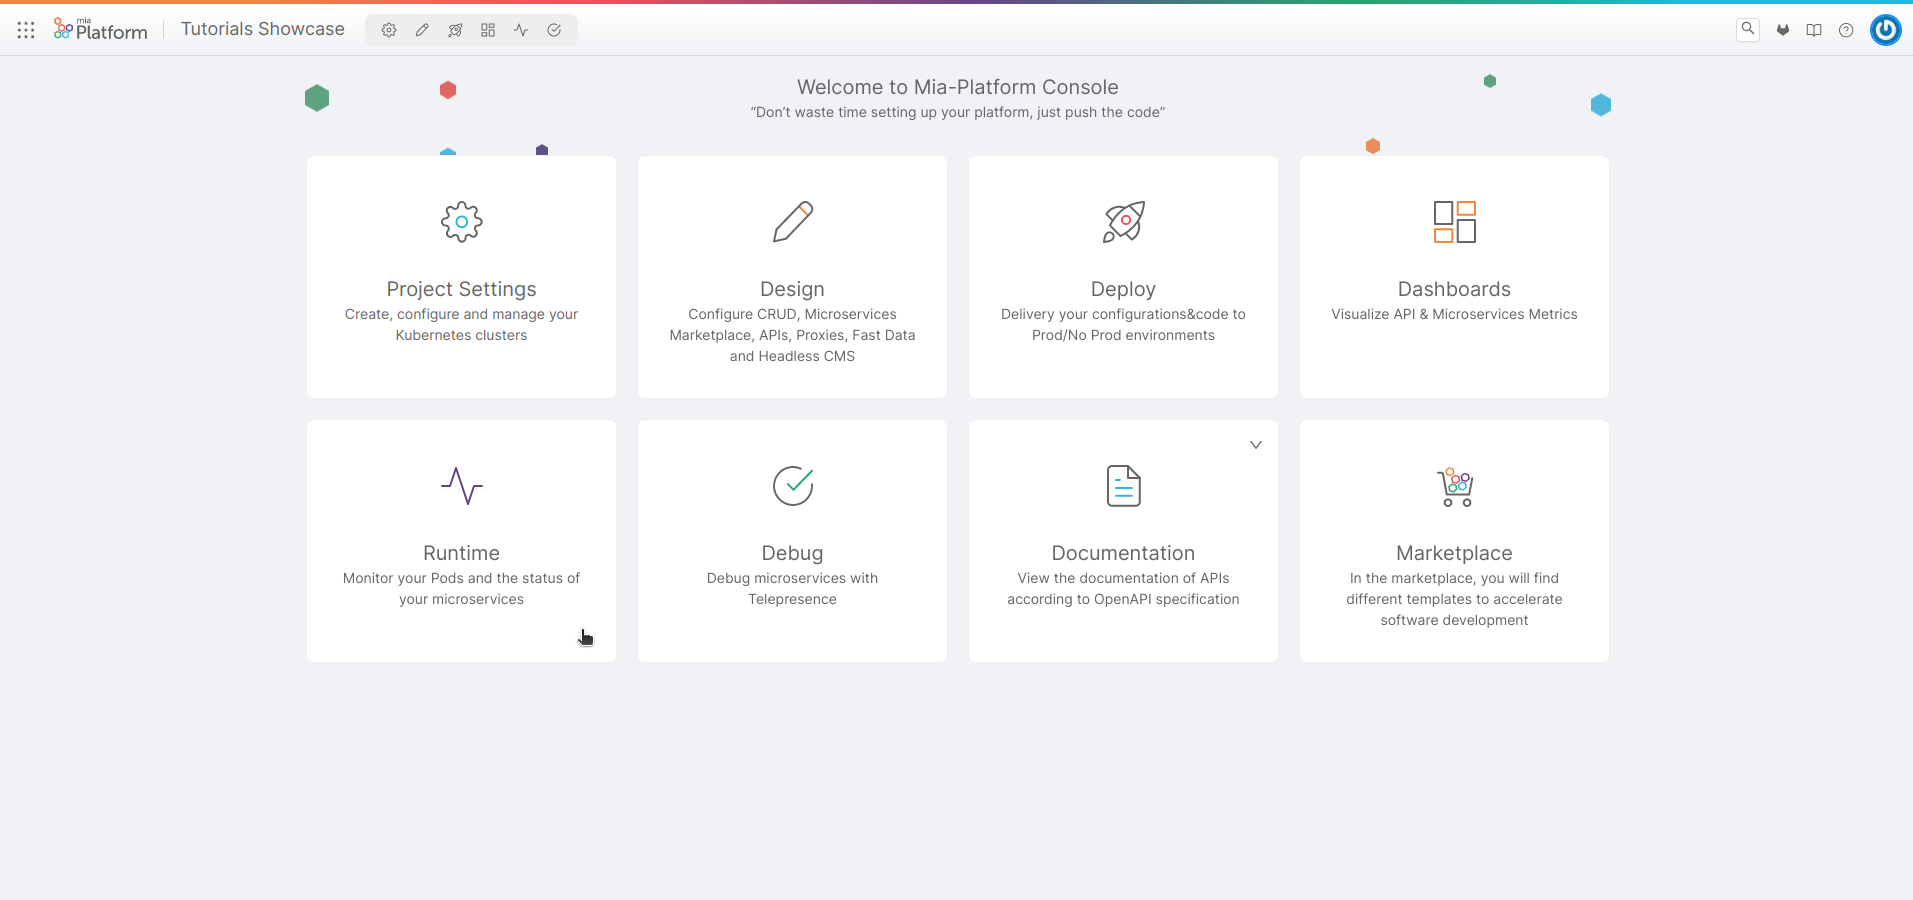 mia
Platform
Tutorials Showcase
Welcome to Mia-Platform Console
“Don’t waste time setting up your platform, just push the code”
Project Settings
Create, configure and manage your
Kubernetes clusters
Design
Configure CRUD, Microservices
Marketplace, APIs, Proxies, Fast Data
and Headless CMS
Deploy
Delivery your configurations&code to
Prod/No Prod environments
Dashboards
Visualize API & Microservices Metrics
Runtime
Monitor your Pods and the status of
your microservices
Debug
Debug microservices with
Telepresence
Documentation
View the documentation of APIs
according to OpenAPI specification
Marketplace
In the marketplace, you will find
different templates to accelerate
software development